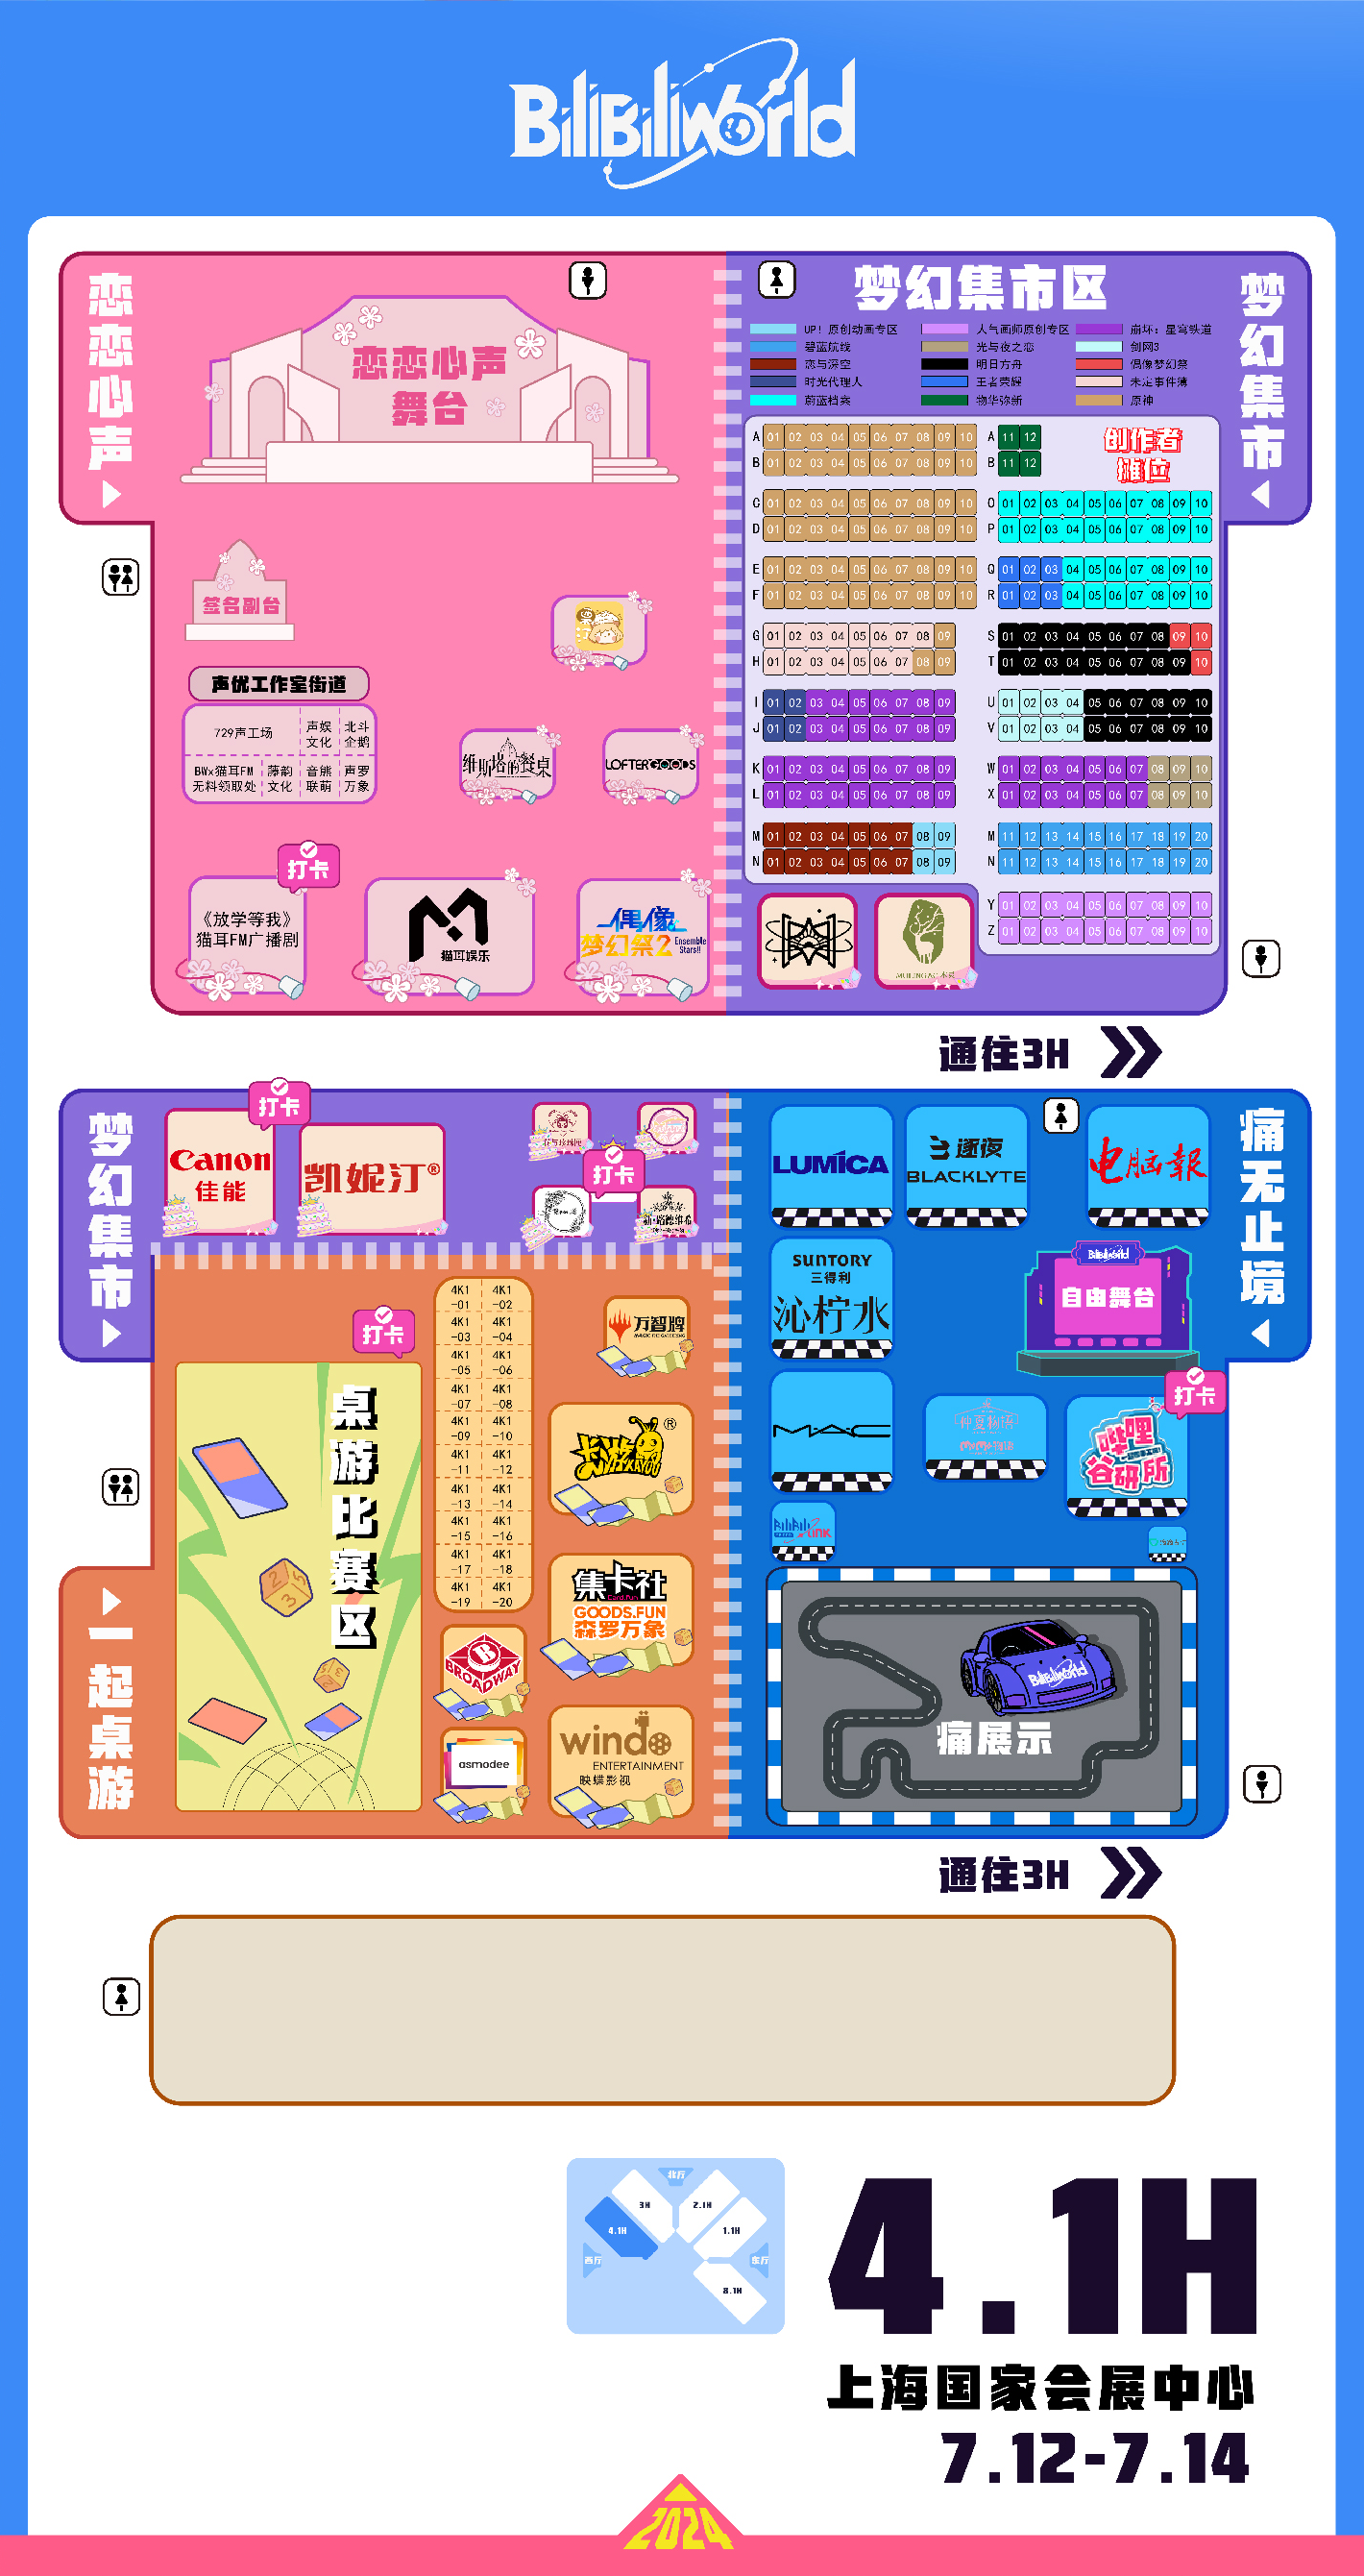 BiliBiliWorld
恋恋心声
恋恋心声
舞台
签名副台
声优工作室街道
729声工场
声娱
文化
北斗
企鹅
BWx猫耳FM
无料领取处
藤韵
文化
音熊
联萌
声罗
万象
维斯塔的餐桌
LOFTERGOODS
打卡
《放学等我》
猫耳FM广播剧
猫耳娱乐
偶像
梦幻祭2
Ensemble
Stars!!
梦幻集市区
梦幻集市
UP! 原创动画专区
人气画师原创专区
崩坏: 星穹铁道
碧蓝航线
光与夜之恋
剑网3
恋与深空
明日方舟
偶像梦幻祭
时光代理人
王者荣耀
未定事件簿
蔚蓝档案
物华弥新
原神
创作者
摊位
A 01 02 03 04 05 06 07 08 09 10
B 01 02 03 04 05 06 07 08 09 10
C 01 02 03 04 05 06 07 08 09 10
D 01 02 03 04 05 06 07 08 09 10
E 01 02 03 04 05 06 07 08 09 10
F 01 02 03 04 05 06 07 08 09 10
G 01 02 03 04 05 06 07 08 09
H 01 02 03 04 05 06 07 08 09
I 01 02 03 04 05 06 07 08 09
J 01 02 03 04 05 06 07 08 09
K 01 02 03 04 05 06 07 08 09
L 01 02 03 04 05 06 07 08 09
M 01 02 03 04 05 06 07 08 09
N 01 02 03 04 05 06 07 08 09
A 11 12
B 11 12
O 01 02 03 04 05 06 07 08 09 10
P 01 02 03 04 05 06 07 08 09 10
Q 01 02 03 04 05 06 07 08 09 10
R 01 02 03 04 05 06 07 08 09 10
S 01 02 03 04 05 06 07 08 09 10
T 01 02 03 04 05 06 07 08 09 10
U 01 02 03 04 05 06 07 08 09 10
V 01 02 03 04 05 06 07 08 09 10
W 01 02 03 04 05 06 07 08 09 10
X 01 02 03 04 05 06 07 08 09 10
M 11 12 13 14 15 16 17 18 19 20
N 11 12 13 14 15 16 17 18 19 20
Y 01 02 03 04 05 06 07 08 09 10
Z 01 02 03 04 05 06 07 08 09 10
通往3H
梦幻集市
打卡
Canon
佳能
凯妮汀®
打卡
一起桌游
打卡
桌游比赛区
4K1-01 4K1-02
4K1-03 4K1-04
4K1-05 4K1-06
4K1-07 4K1-08
4K1-09 4K1-10
4K1-11 4K1-12
4K1-13 4K1-14
4K1-15 4K1-16
4K1-17 4K1-18
4K1-19 4K1-20
万智牌
卡游 KAYOU ®
集卡社
Card.Fun
GOODS.FUN
森罗万象
BROADWAY
asmodee
windo
ENTERTAINMENT
映蝶影视
痛无止境
LUMICA
逐夜
BLACKLYTE
电脑报
SUNTORY
三得利
沁柠水
BilibiliWorld
自由舞台
打卡
M·A·C
仲夏物语
哔哩
谷研所
BiliBili Link
BilibiliWorld
痛展示
通往3H
北厅
3H
2.1H
4.1H
1.1H
西厅
东厅
8.1H
4.1H
上海国家会展中心
7.12-7.14
2024